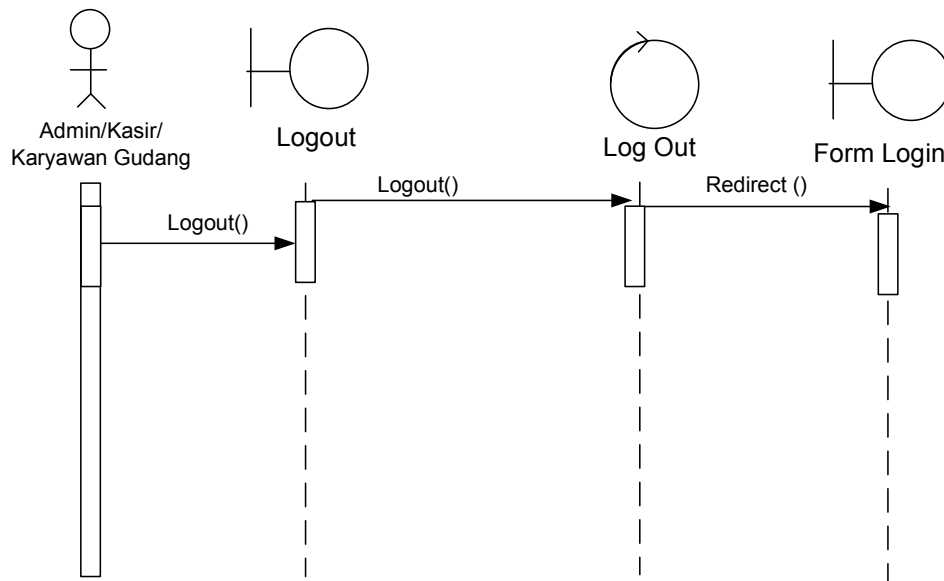 Admin/Kasir/
Karyawan Gudang
Logout
Log Out
Form Login
Logout()
Logout()
Redirect ()